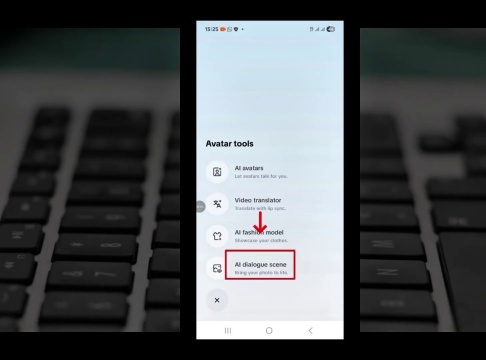 15:25
Avatar tools
AI avatars
Let avatars talk for you.
Video translator
Translate with lip sync.
AI fashion model
Showcase your clothes.
AI dialogue scene
Bring your photo to life.